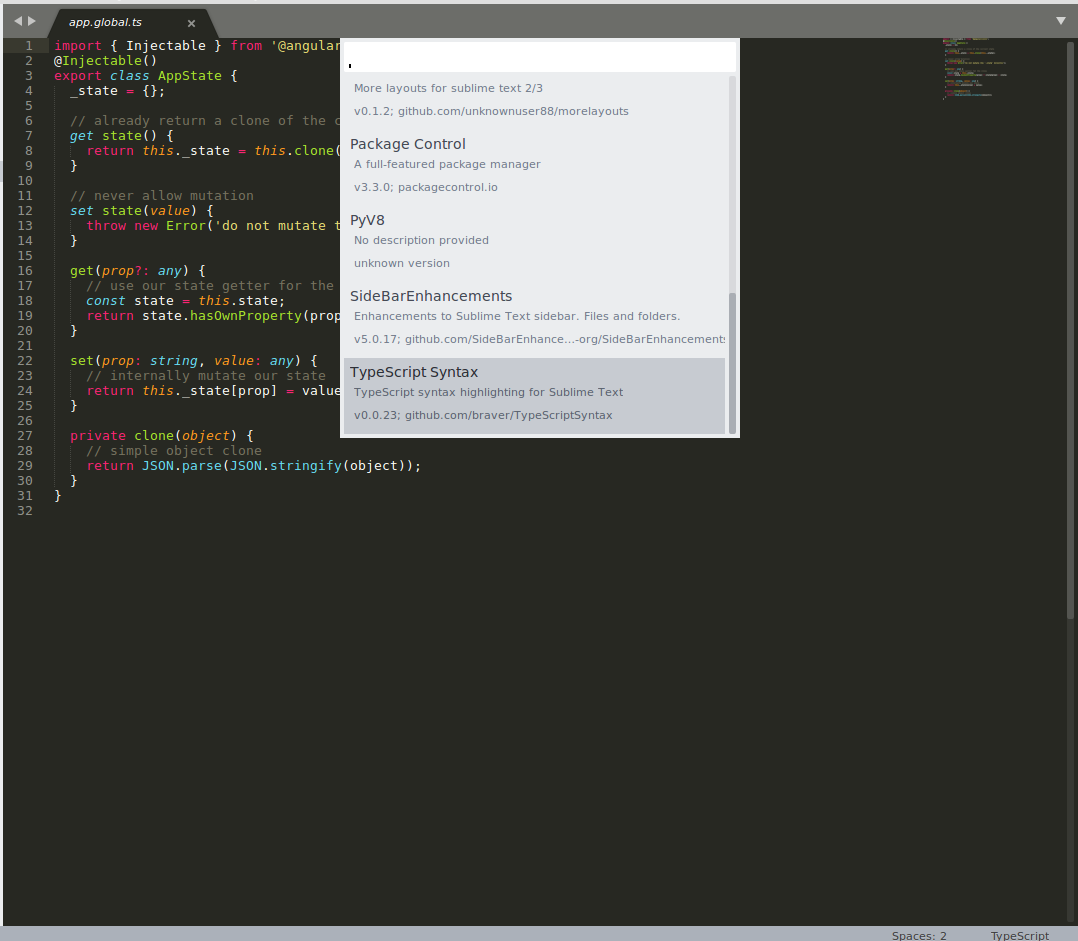 app.global.ts ×
1 import { Injectable } from '@angular
2 @Injectable()
3 export class AppState {
4 _state = {};
5
6 // already return a clone of the c
7 get state() {
8 return this._state = this.clone(
9 }
10
11 // never allow mutation
12 set state(value) {
13 throw new Error('do not mutate t
14 }
15
16 get(prop?: any) {
17 // use our state getter for the
18 const state = this.state;
19 return state.hasOwnProperty(prop
20 }
21
22 set(prop: string, value: any) {
23 // internally mutate our state
24 return this._state[prop] = value
25 }
26
27 private clone(object) {
28 // simple object clone
29 return JSON.parse(JSON.stringify(object));
30 }
31 }
32
More layouts for sublime text 2/3
v0.1.2; github.com/unknownuser88/morelayouts
Package Control
A full-featured package manager
v3.3.0; packagecontrol.io
PyV8
No description provided
unknown version
SideBarEnhancements
Enhancements to Sublime Text sidebar. Files and folders.
v5.0.17; github.com/SideBarEnhance...-org/SideBarEnhancements
TypeScript Syntax
TypeScript syntax highlighting for Sublime Text
v0.0.23; github.com/braver/TypeScriptSyntax
Spaces: 2 TypeScript